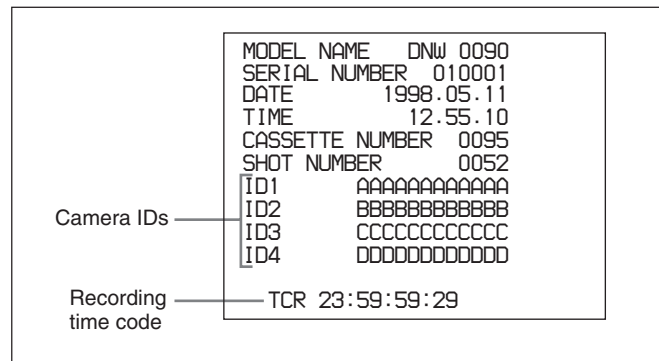 MODEL NAME DNW 0090
SERIAL NUMBER 010001
DATE 1998.05.11
TIME 12.55.10
CASSETTE NUMBER 0095
SHOT NUMBER 0052
ID1 AAAAAAAAAAAA
ID2 BBBBBBBBBBBB
ID3 CCCCCCCCCCCC
ID4 DDDDDDDDDDDD
Camera IDs
TCR 23:59:59:29
Recording
time code